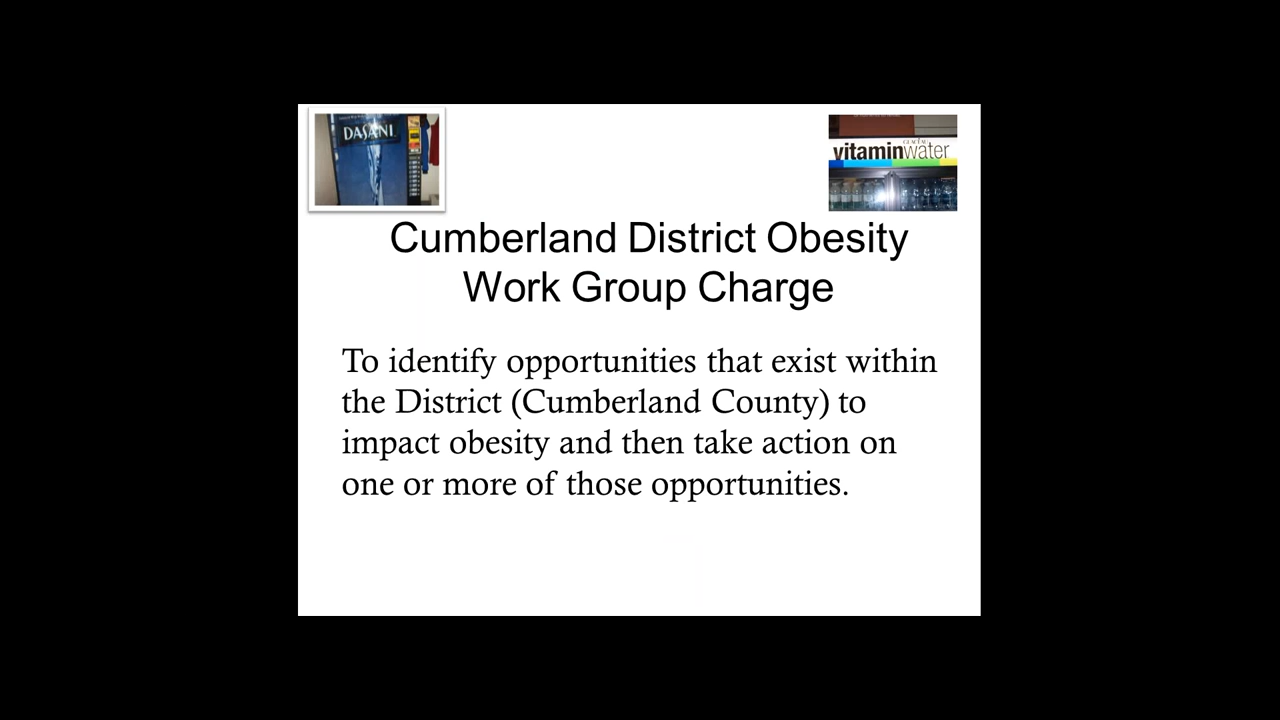 DASANI
GLACEAU
vitaminwater
Cumberland District Obesity
Work Group Charge
To identify opportunities that exist within
the District (Cumberland County) to
impact obesity and then take action on
one or more of those opportunities.